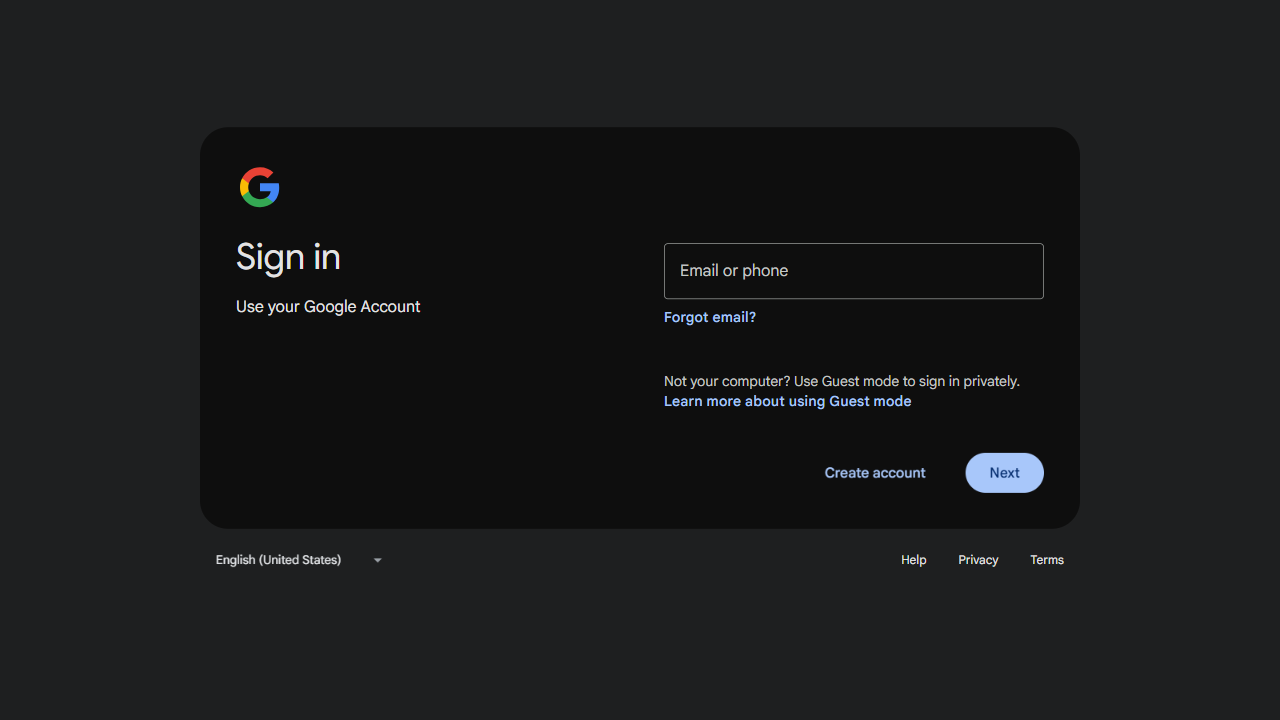 Sign in
Use your Google Account
Email or phone
Forgot email?
Not your computer? Use Guest mode to sign in privately.
Learn more about using Guest mode
Create account
Next
English (United States)
Help
Privacy
Terms